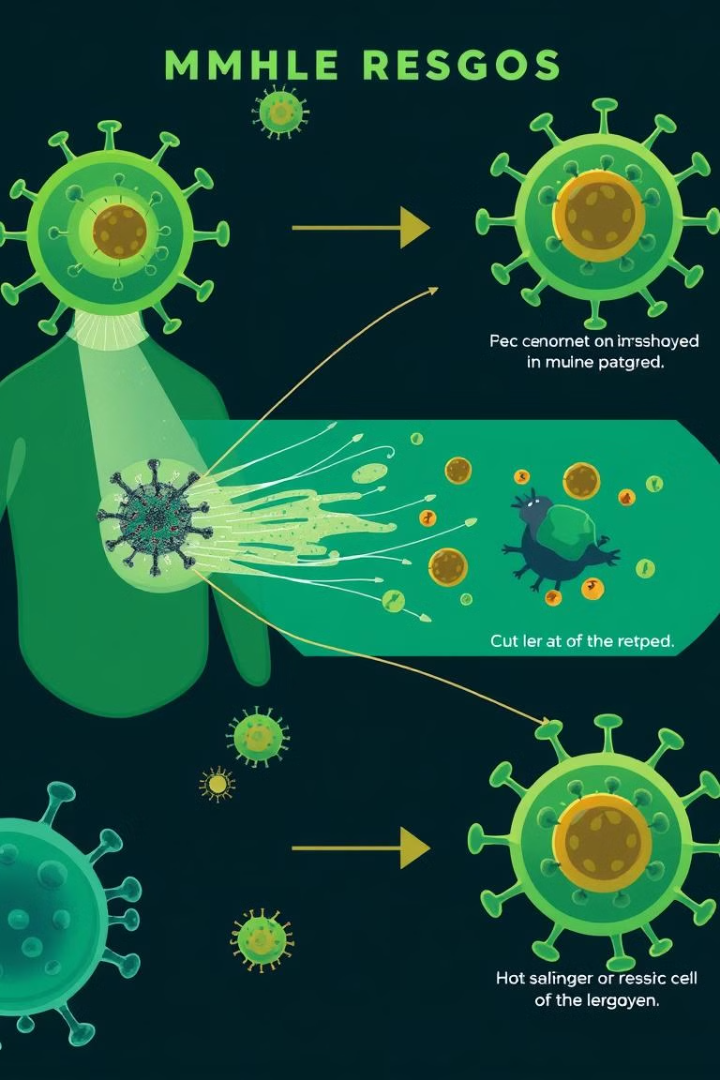 MMHLE RESGOS
Pec cenornet on insshayed
in muine patgred.
Cut ler at of the retped.
Hot salinger or ressic cell
of the lergoyen.